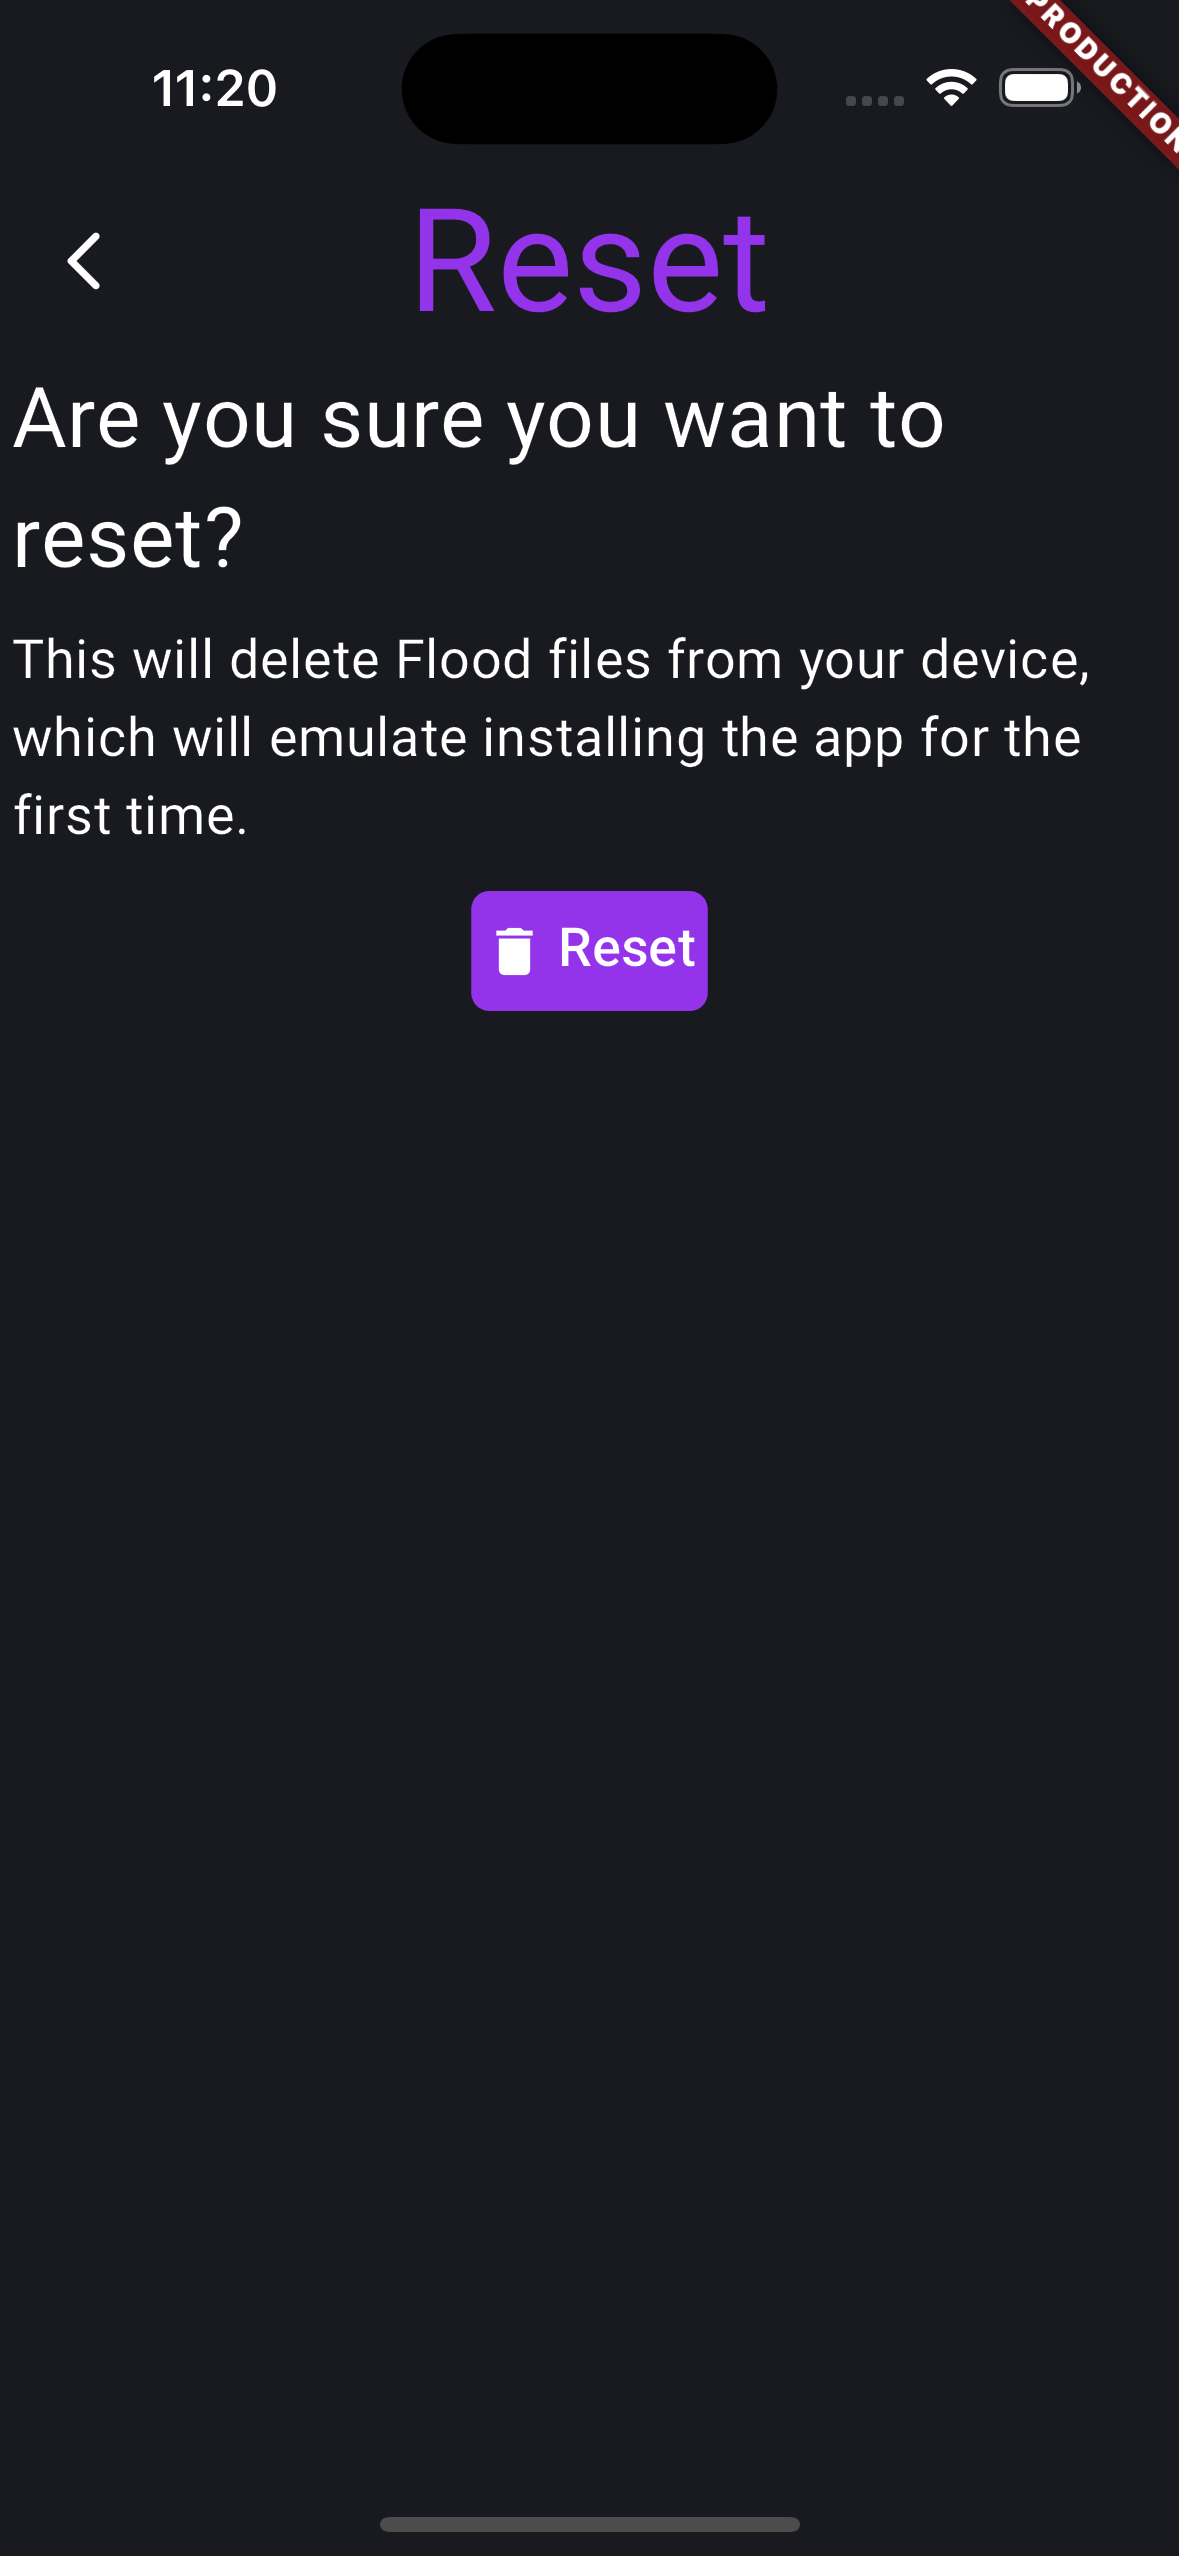 11:20
PRODUCTION
Reset
Are you sure you want to
reset?
This will delete Flood files from your device,
which will emulate installing the app for the
first time.
Reset